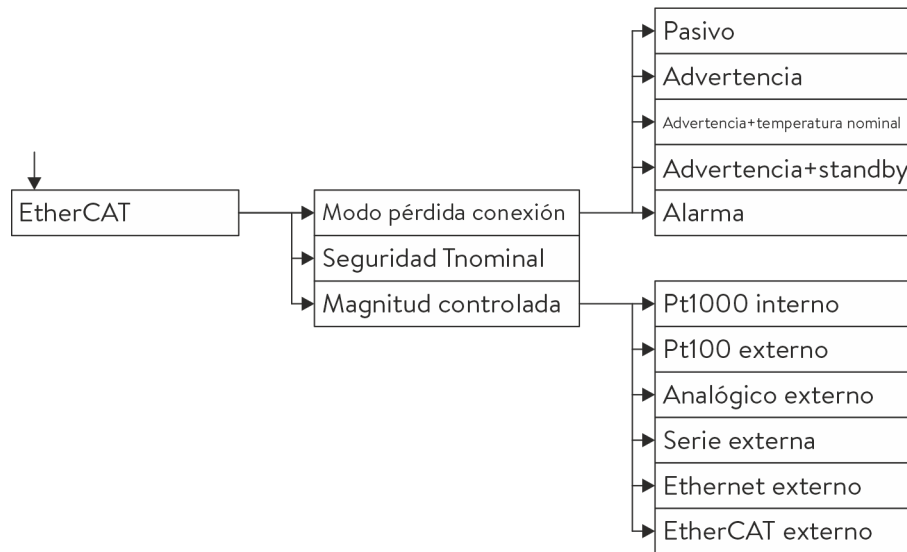 EtherCAT
Modo pérdida conexión
Seguridad Tnominal
Magnitud controlada
Pasivo
Advertencia
Advertencia+temperatura nominal
Advertencia+standby
Alarma
Pt1000 interno
Pt100 externo
Analógico externo
Serie externa
Ethernet externo
EtherCAT externo